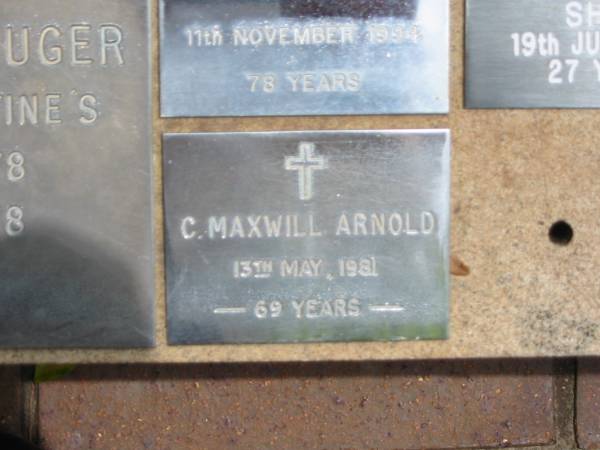 UGER
TINE'S
8
8
11th NOVEMBER 1994
78 YEARS
SH
19th JU
27 Y
C. MAXWILL ARNOLD
13TH MAY, 1981
— 69 YEARS —